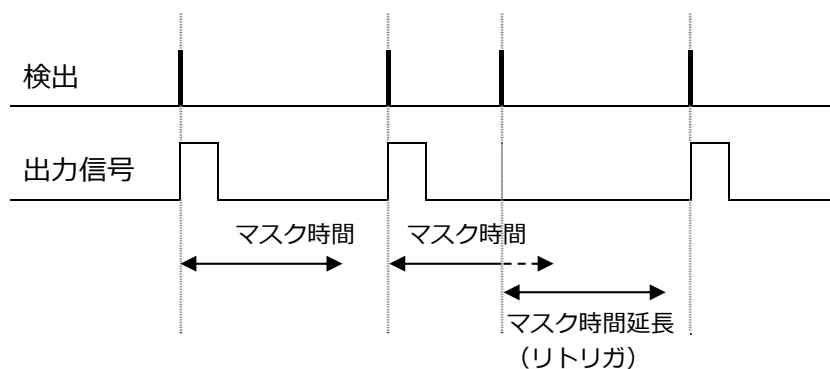 検出
出力信号
マスク時間
マスク時間
マスク時間延長
（リトリガ）